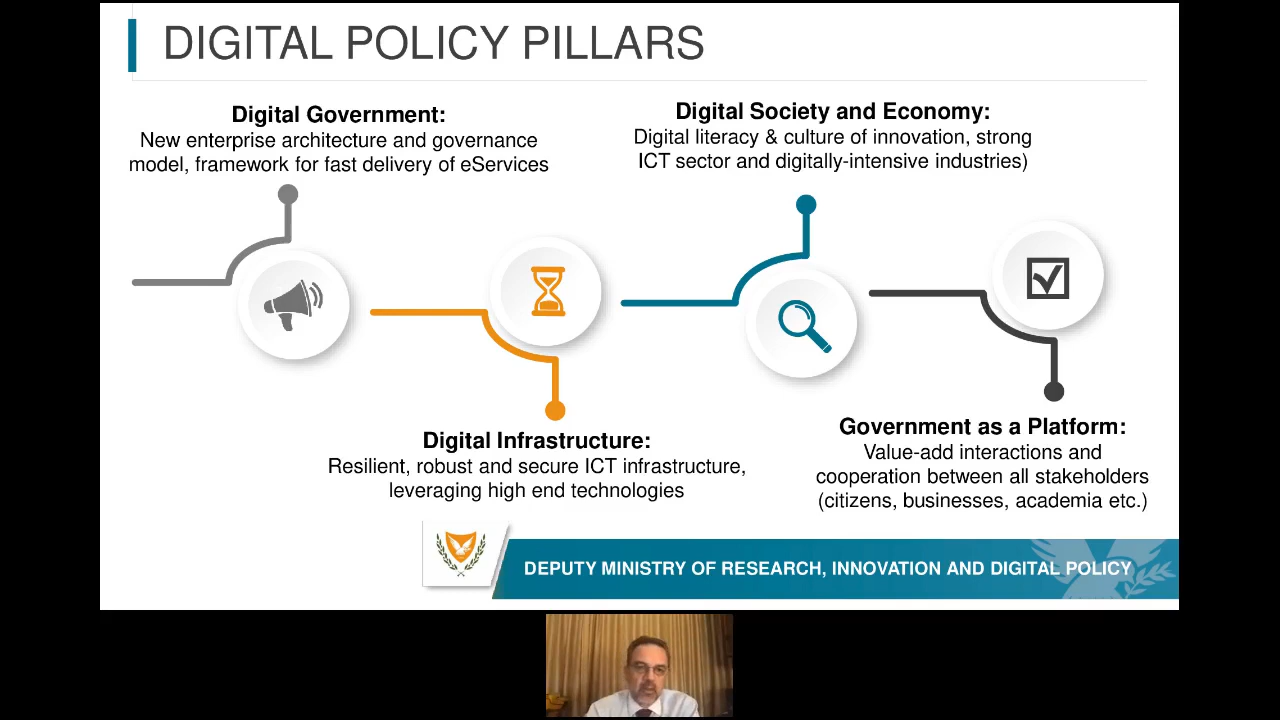 DIGITAL POLICY PILLARS
Digital Government:
New enterprise architecture and governance
model, framework for fast delivery of eServices
Digital Society and Economy:
Digital literacy & culture of innovation, strong
ICT sector and digitally-intensive industries)
Digital Infrastructure:
Resilient, robust and secure ICT infrastructure,
leveraging high end technologies
Government as a Platform:
Value-add interactions and
cooperation between all stakeholders
(citizens, businesses, academia etc.)
DEPUTY MINISTRY OF RESEARCH, INNOVATION AND DIGITAL POLICY